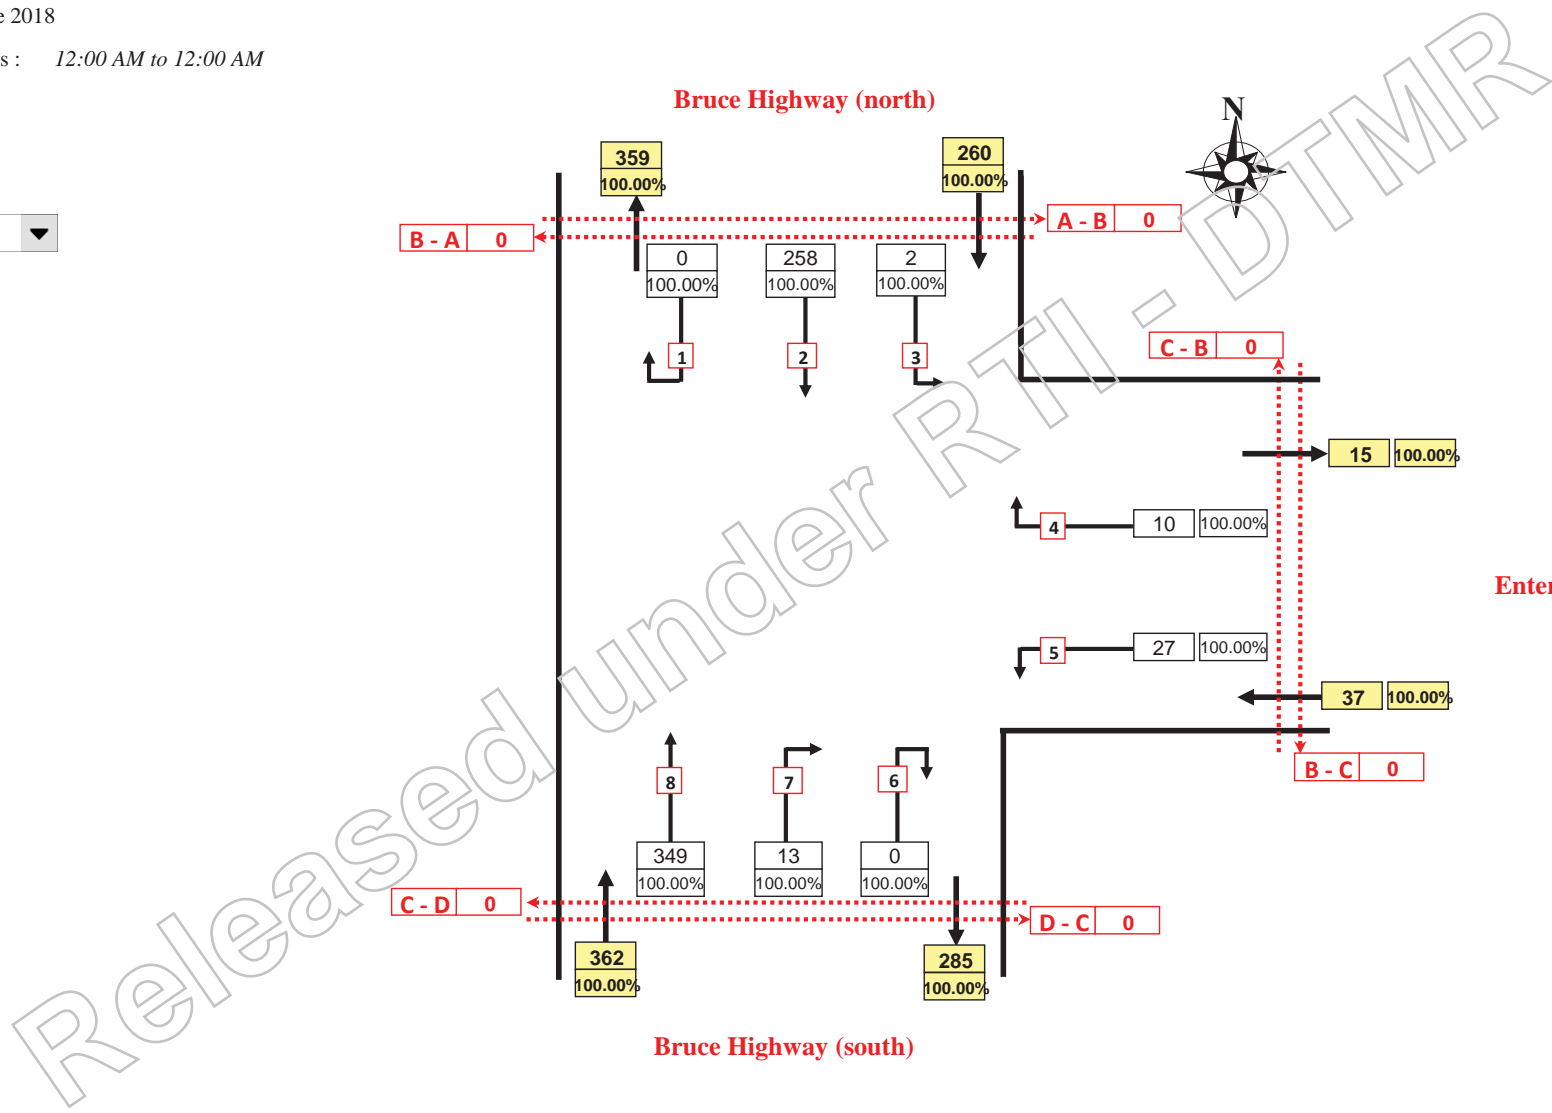 e 2018
s : 12:00 AM to 12:00 AM
Bruce Highway (north)
N
359
100.00%
260
100.00%
A - B 0
B - A 0
0
100.00%
258
100.00%
2
100.00%
1
2
3
C - B 0
15 100.00%
4 10 100.00%
Enter
5 27 100.00%
37 100.00%
B - C 0
8
7
6
349
100.00%
13
100.00%
0
100.00%
C - D 0
D - C 0
362
100.00%
285
100.00%
Bruce Highway (south)
Released under RTI - DTMR